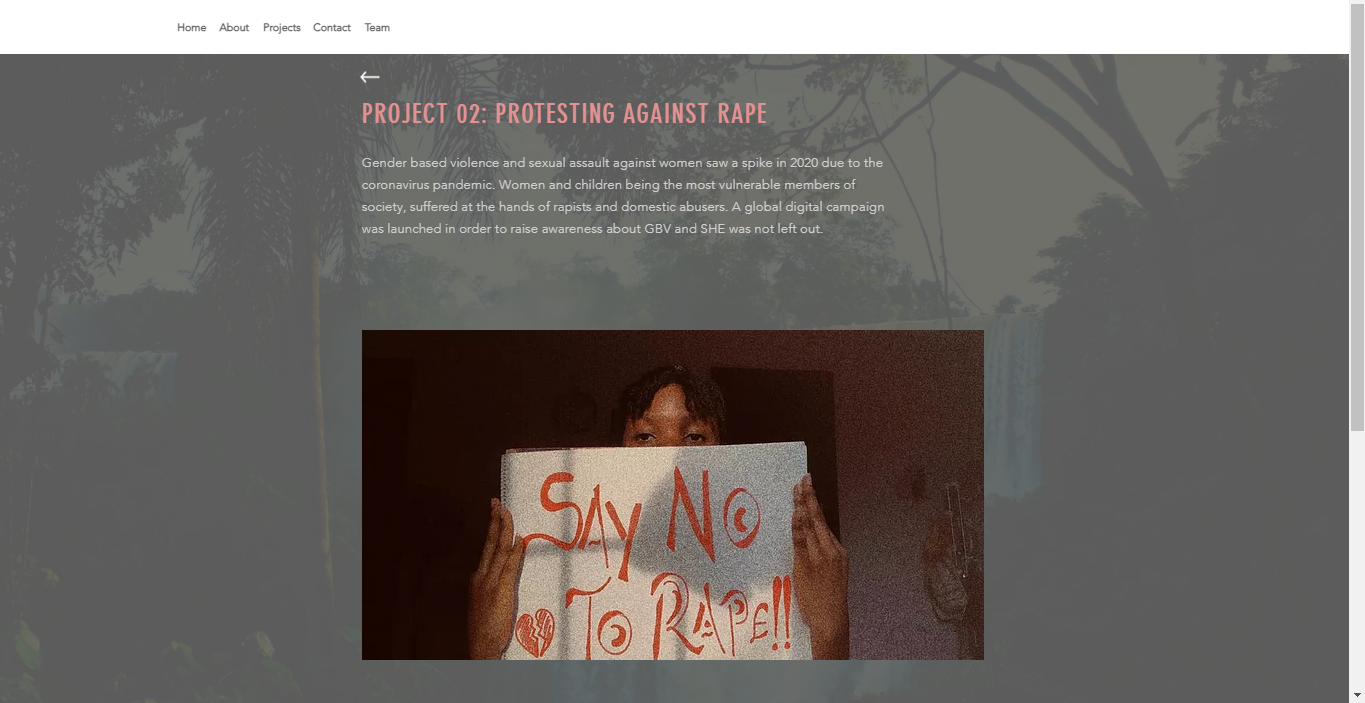 Home About Projects Contact Team
PROJECT 02: PROTESTING AGAINST RAPE
Gender based violence and sexual assault against women saw a spike in 2020 due to the
coronavirus pandemic. Women and children being the most vulnerable members of
society, suffered at the hands of rapists and domestic abusers. A global digital campaign
was launched in order to raise awareness about GBV and SHE was not left out.
SAy NO
To RAPE!!